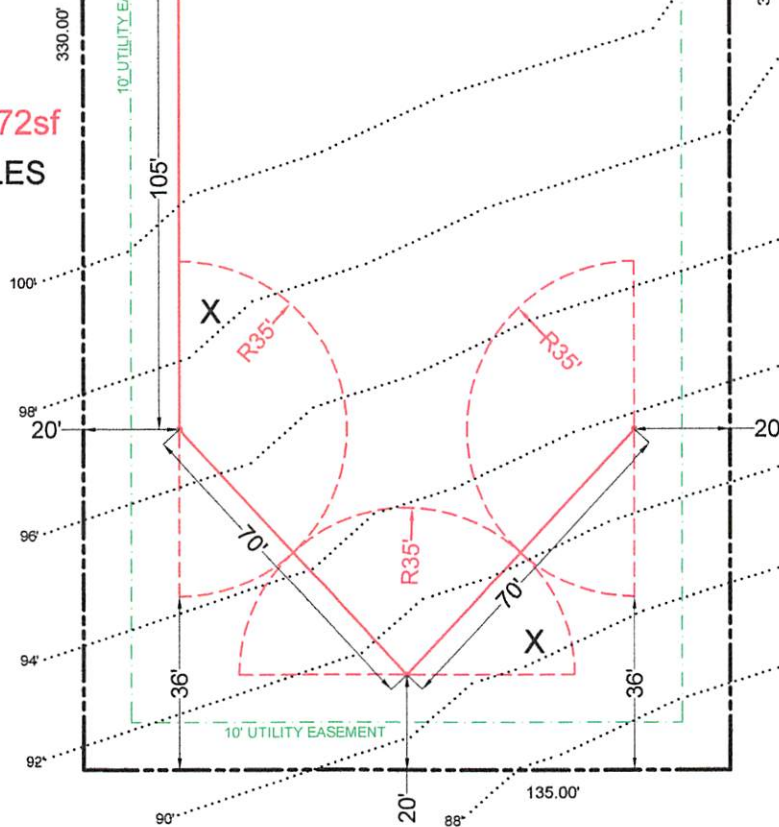 330.00'
10' UTILITY EA
72sf
LES
105'
100'
X
R35'
R35'
98'
20'
20
96'
70'
R35'
70'
94'
X
36'
36'
10' UTILITY EASEMENT
92'
135.00'
20'
90'
88'